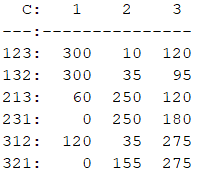 C: 1 2 3
---:---------------
123: 300 10 120
132: 300 35 95
213: 60 250 120
231: 0 250 180
312: 120 35 275
321: 0 155 275